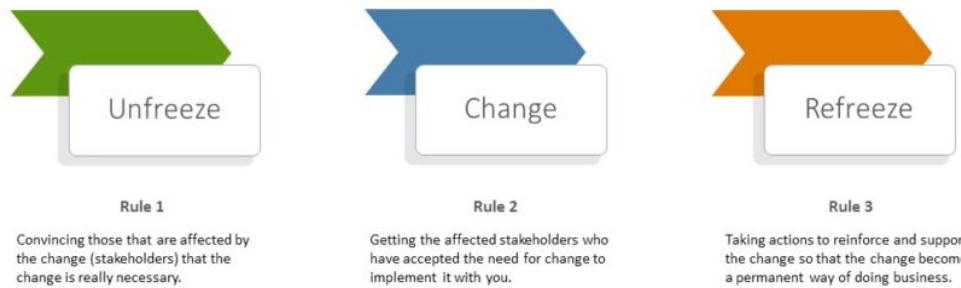 Unfreeze
Change
Refreeze
Rule 1
Convincing those that are affected by
the change (stakeholders) that the
change is really necessary.
Rule 2
Getting the affected stakeholders who
have accepted the need for change to
implement it with you.
Rule 3
Taking actions to reinforce and suppor
the change so that the change become
a permanent way of doing business.